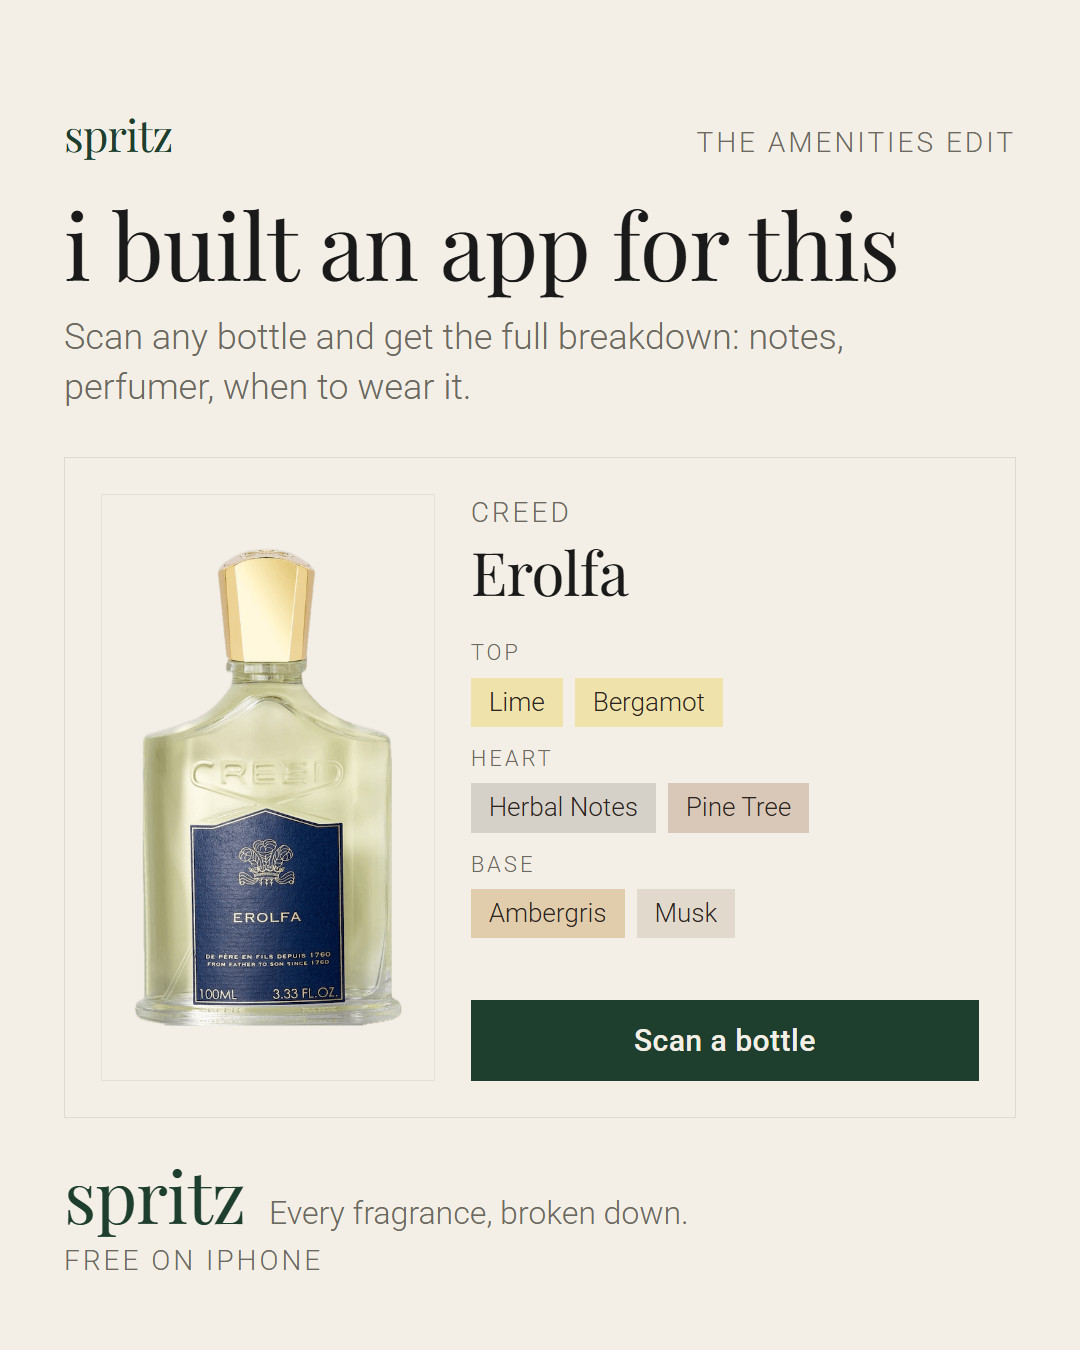 spritz
THE AMENITIES EDIT
i built an app for this
Scan any bottle and get the full breakdown: notes,
perfumer, when to wear it.
CREED
Erolfa
TOP
Lime
Bergamot
HEART
Herbal Notes
Pine Tree
BASE
Ambergris
Musk
Scan a bottle
CREED
EROLFA
DE PÈRE EN FILS DEPUIS 1760
FROM FATHER TO SON SINCE 1760
100ML
3.33 FL.OZ.
spritz
Every fragrance, broken down.
FREE ON IPHONE